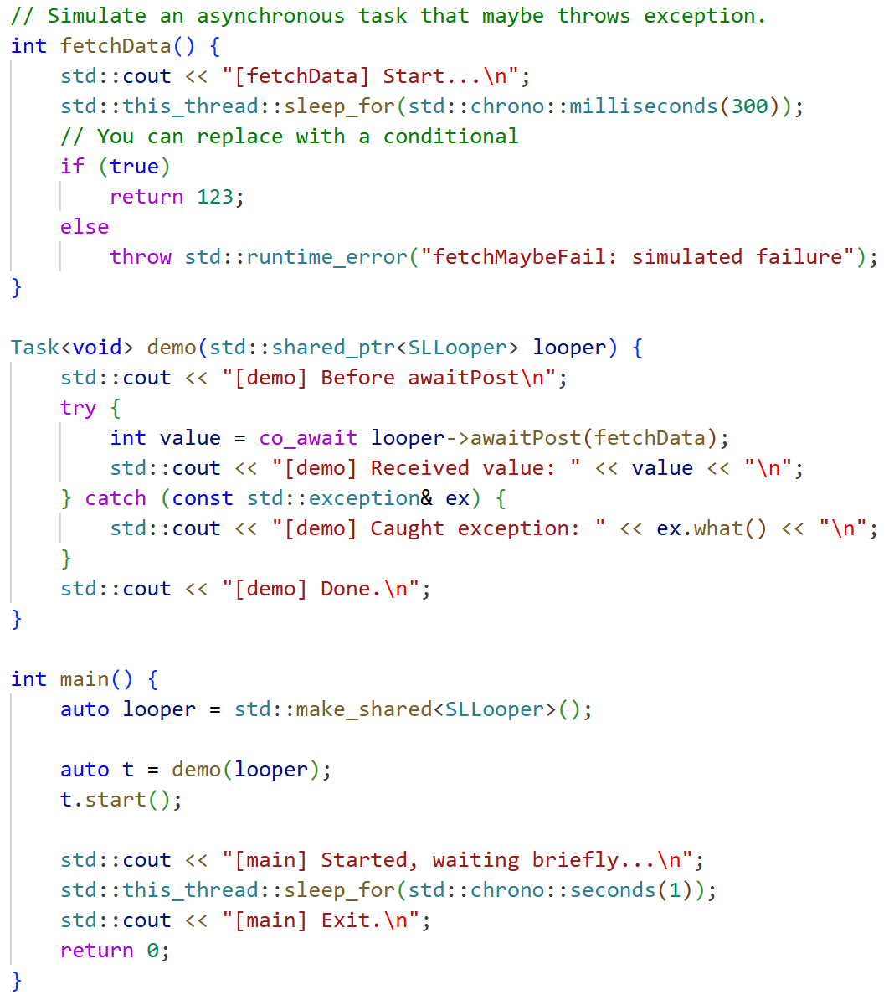 // Simulate an asynchronous task that maybe throws exception.
int fetchData() {
    std::cout << "[fetchData] Start...\n";
    std::this_thread::sleep_for(std::chrono::milliseconds(300));
    // You can replace with a conditional
    if (true)
        return 123;
    else
        throw std::runtime_error("fetchMaybeFail: simulated failure");
}

Task<void> demo(std::shared_ptr<SLLooper> looper) {
    std::cout << "[demo] Before awaitPost\n";
    try {
        int value = co_await looper->awaitPost(fetchData);
        std::cout << "[demo] Received value: " << value << "\n";
    } catch (const std::exception& ex) {
        std::cout << "[demo] Caught exception: " << ex.what() << "\n";
    }
    std::cout << "[demo] Done.\n";
}

int main() {
    auto looper = std::make_shared<SLLooper>();

    auto t = demo(looper);
    t.start();

    std::cout << "[main] Started, waiting briefly...\n";
    std::this_thread::sleep_for(std::chrono::seconds(1));
    std::cout << "[main] Exit.\n";
    return 0;
}